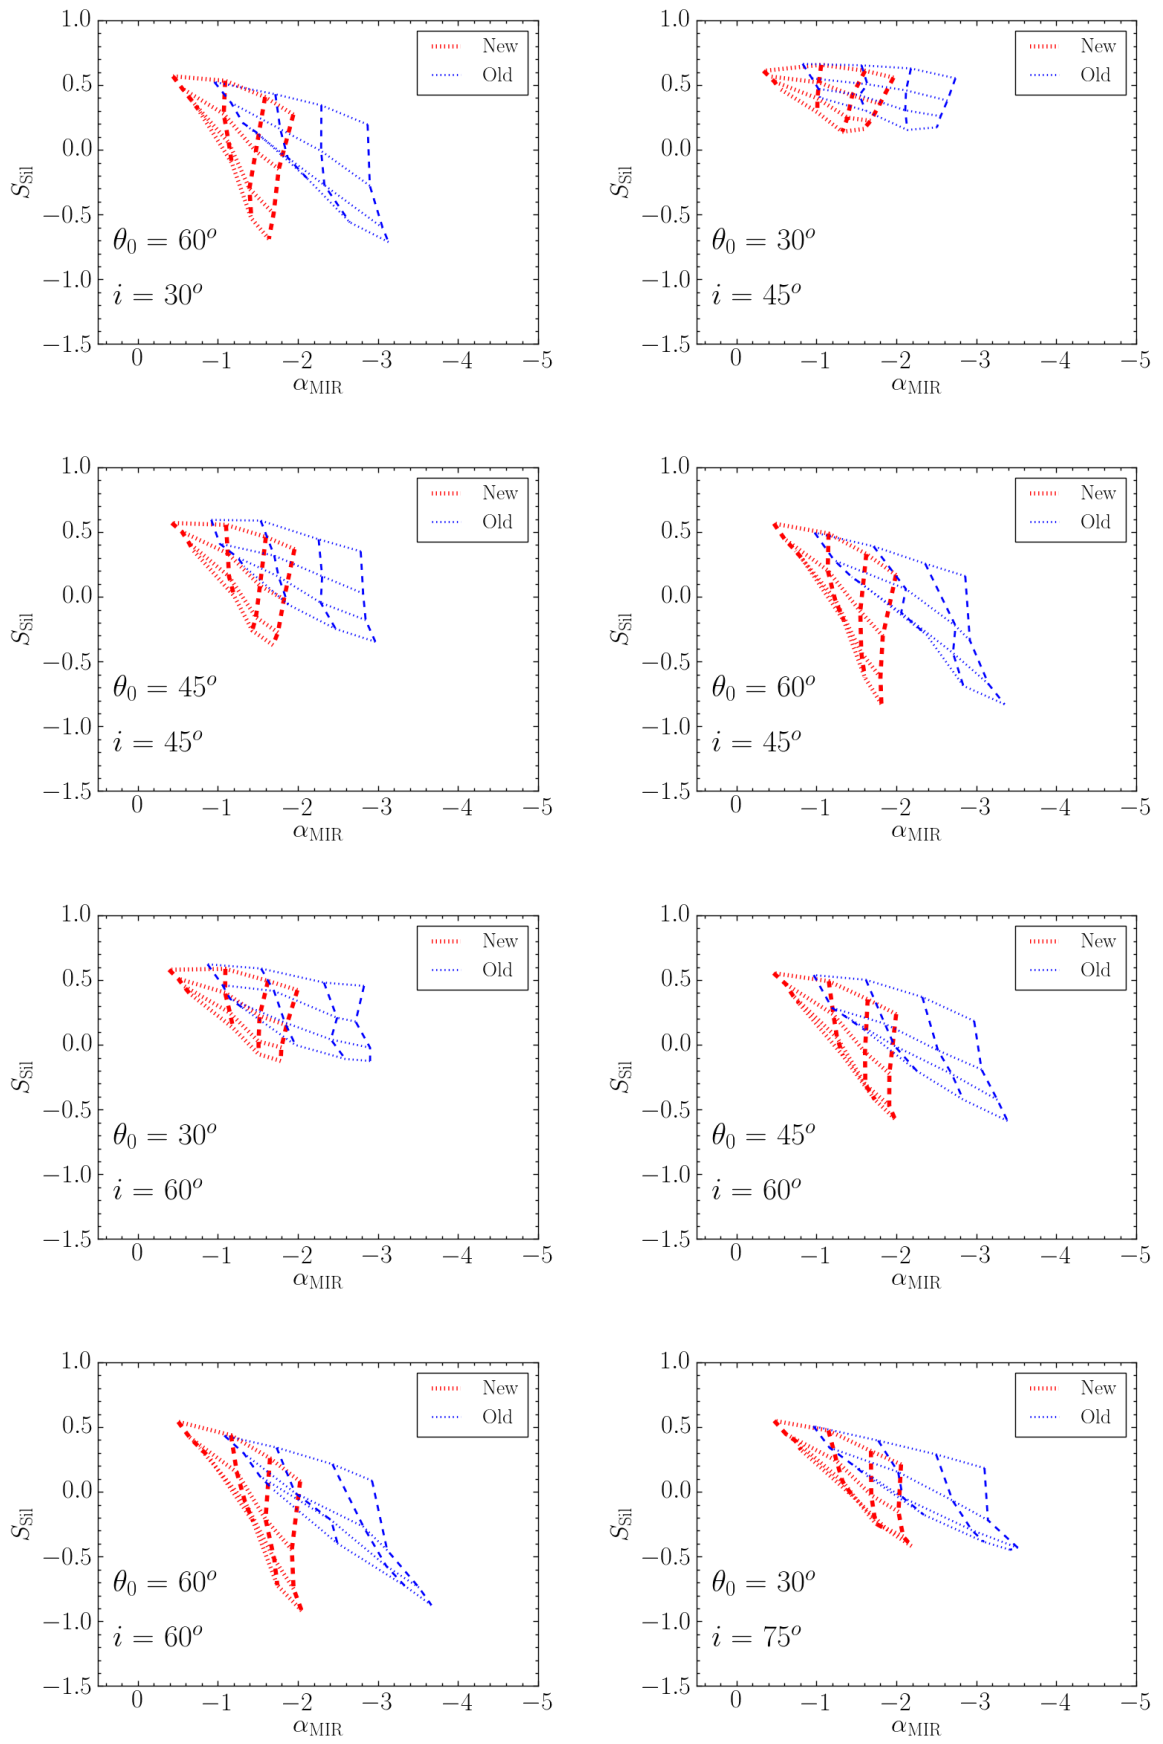 1.0
0.5
0.0
−0.5
−1.0
−1.5
S_Sil
New
Old
θ₀ = 60°
i = 30°
0 −1 −2 −3 −4 −5
α_MIR
1.0
0.5
0.0
−0.5
−1.0
−1.5
S_Sil
New
Old
θ₀ = 30°
i = 45°
0 −1 −2 −3 −4 −5
α_MIR
1.0
0.5
0.0
−0.5
−1.0
−1.5
S_Sil
New
Old
θ₀ = 45°
i = 45°
0 −1 −2 −3 −4 −5
α_MIR
1.0
0.5
0.0
−0.5
−1.0
−1.5
S_Sil
New
Old
θ₀ = 60°
i = 45°
0 −1 −2 −3 −4 −5
α_MIR
1.0
0.5
0.0
−0.5
−1.0
−1.5
S_Sil
New
Old
θ₀ = 30°
i = 60°
0 −1 −2 −3 −4 −5
α_MIR
1.0
0.5
0.0
−0.5
−1.0
−1.5
S_Sil
New
Old
θ₀ = 45°
i = 60°
0 −1 −2 −3 −4 −5
α_MIR
1.0
0.5
0.0
−0.5
−1.0
−1.5
S_Sil
New
Old
θ₀ = 60°
i = 60°
0 −1 −2 −3 −4 −5
α_MIR
1.0
0.5
0.0
−0.5
−1.0
−1.5
S_Sil
New
Old
θ₀ = 30°
i = 75°
0 −1 −2 −3 −4 −5
α_MIR